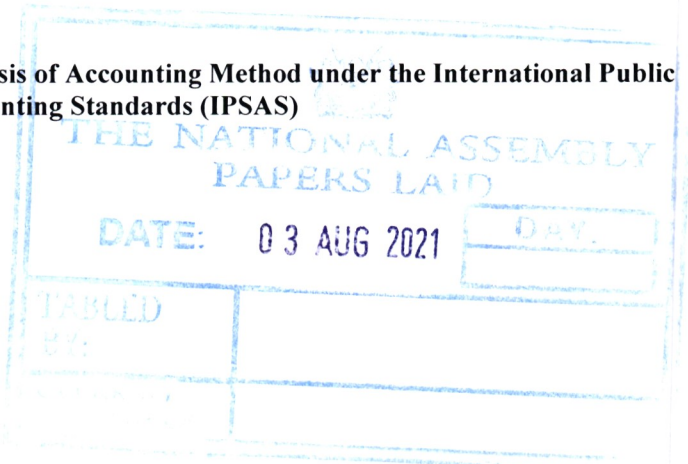 sis of Accounting Method under the International Public
nting Standards (IPSAS)
THE NATIONAL ASSEMBLY
PAPERS LAID
DATE: 03 AUG 2021 DAY.
TABLED
BY: